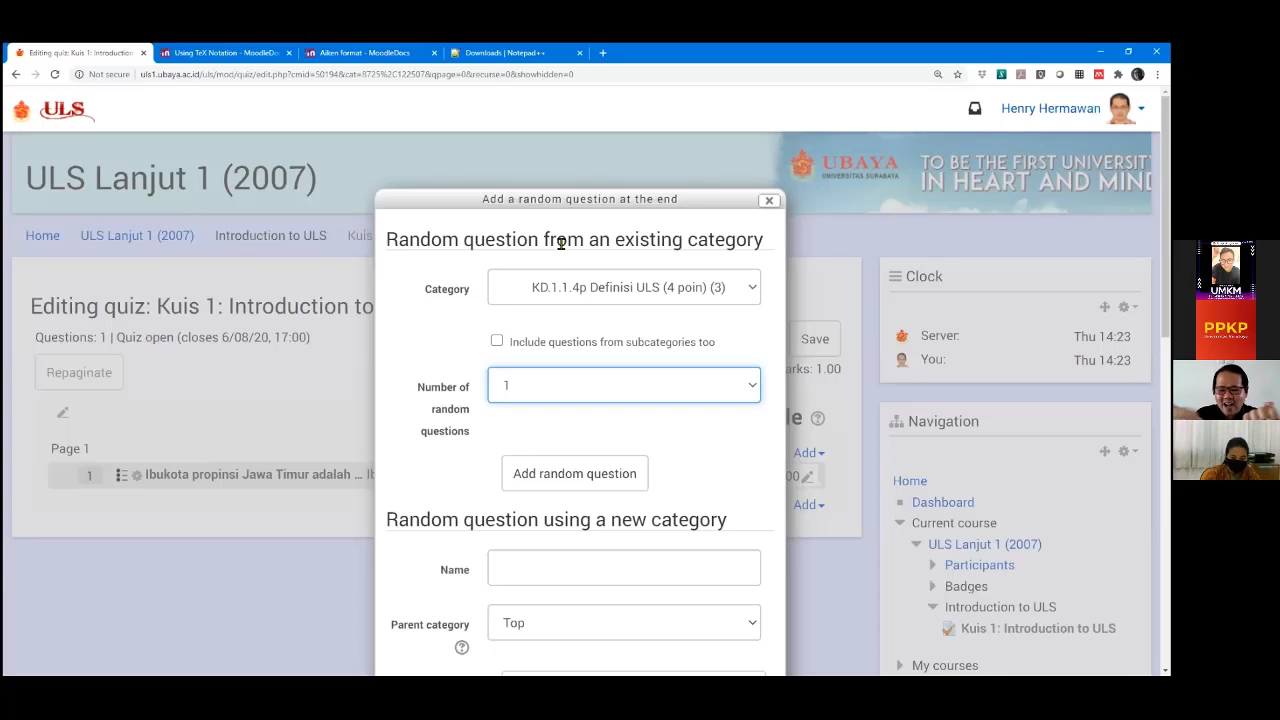 Editing quiz: Kuis 1: Introduction
Using TeX Notation - MoodleDoc
Aiken format - MoodleDocs
Downloads | Notepad++
Not secure
uls1.ubaya.ac.id/uls/mod/quiz/edit.php?cmid=50194&cat=8725%2C122507&qpage=0&recurse=0&showhidden=0
ULS
Henry Hermawan
ULS Lanjut 1 (2007)
UBAYA
UNIVERSITAS SURABAYA
TO BE THE FIRST UNIVERSITY
IN HEART AND MIND
Home
ULS Lanjut 1 (2007)
Introduction to ULS
Kuis
Editing quiz: Kuis 1: Introduction to
Questions: 1 | Quiz open (closes 6/08/20, 17:00)
Repaginate
Save
arks: 1.00
le
Page 1
Add
1
Ibukota propinsi Jawa Timur adalah ...
00
Add
Add a random question at the end
Random question from an existing category
Category
KD.1.1.4p Definisi ULS (4 poin) (3)
Include questions from subcategories too
Number of
random
questions
1
Add random question
Random question using a new category
Name
Parent category
Top
Clock
Server:
Thu 14:23
You:
Thu 14:23
Navigation
Home
Dashboard
Current course
ULS Lanjut 1 (2007)
Participants
Badges
Introduction to ULS
Kuis 1: Introduction to ULS
My courses
UMKM
PPKP